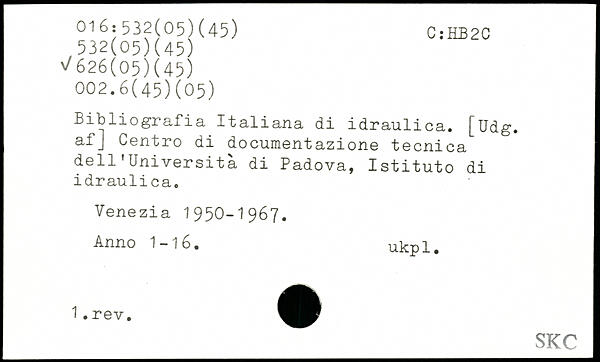 016:532(05)(45) C:HB2C
532(05)(45)
√626(05)(45)
002.6(45)(05)
Bibliografia Italiana di idraulica. [Udg.
af] Centro di documentazione tecnica
dell'Università di Padova, Istituto di
idraulica.
Venezia 1950-1967.
Anno 1-16. ukpl.
1.rev.
SKC